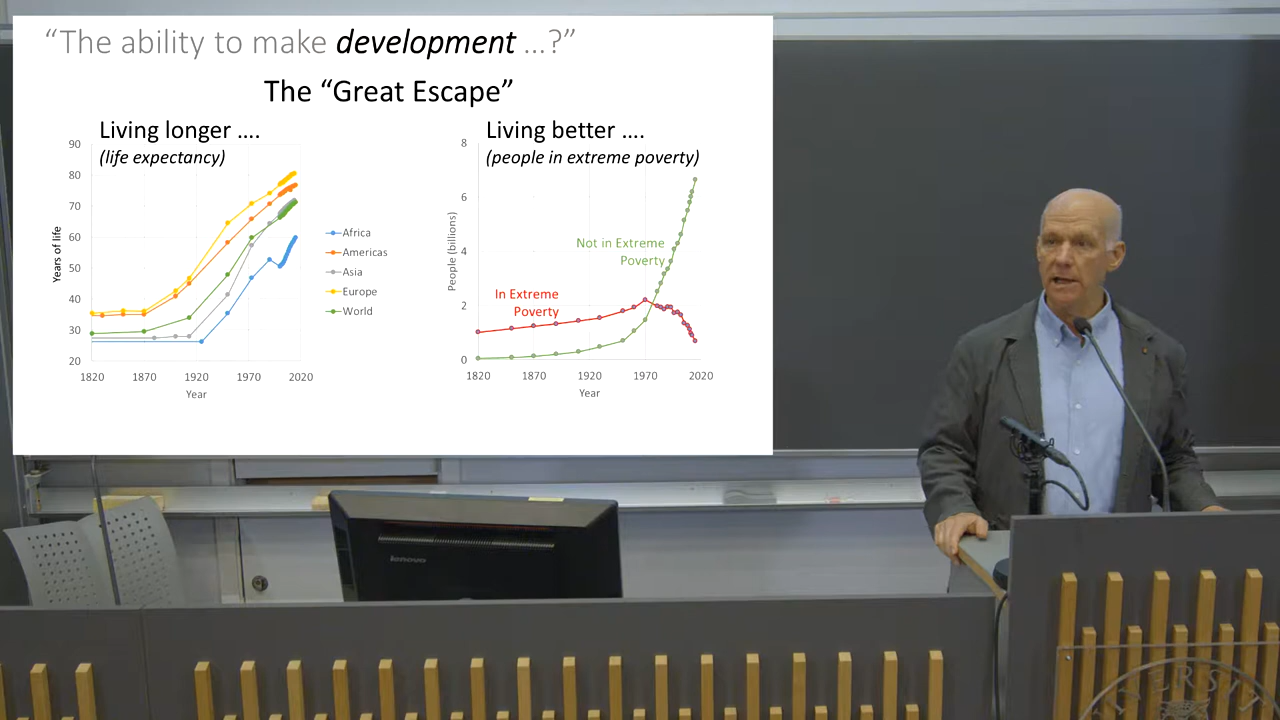 “The ability to make development ...?”
The “Great Escape”
Living longer ....
(life expectancy)
90
80
70
60
50
40
30
20
Years of life
1820
1870
1920
1970
2020
Year
Africa
Americas
Asia
Europe
World
Living better ....
(people in extreme poverty)
8
6
4
2
0
People (billions)
Not in Extreme
Poverty
In Extreme
Poverty
1820
1870
1920
1970
2020
Year
lenovo